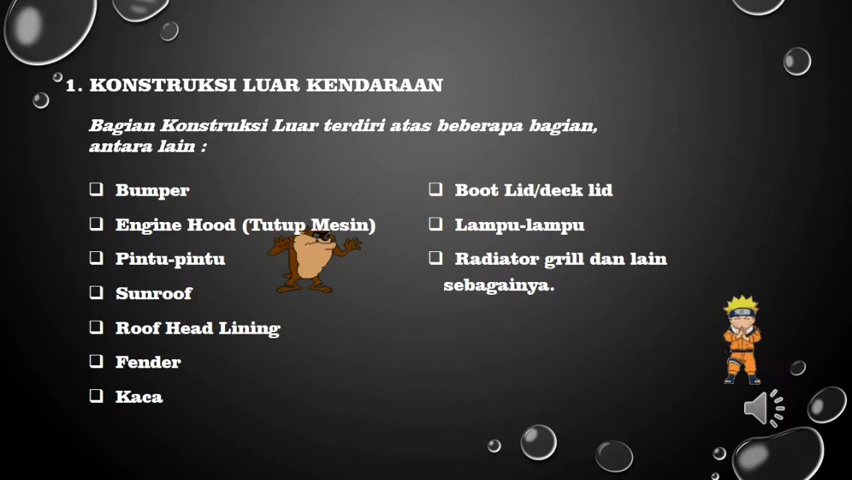 1. KONSTRUKSI LUAR KENDARAAN
Bagian Konstruksi Luar terdiri atas beberapa bagian,
antara lain :
❑ Bumper
❑ Engine Hood (Tutup Mesin)
❑ Pintu-pintu
❑ Sunroof
❑ Roof Head Lining
❑ Fender
❑ Kaca
❑ Boot Lid/deck lid
❑ Lampu-lampu
❑ Radiator grill dan lain
sebagainya.